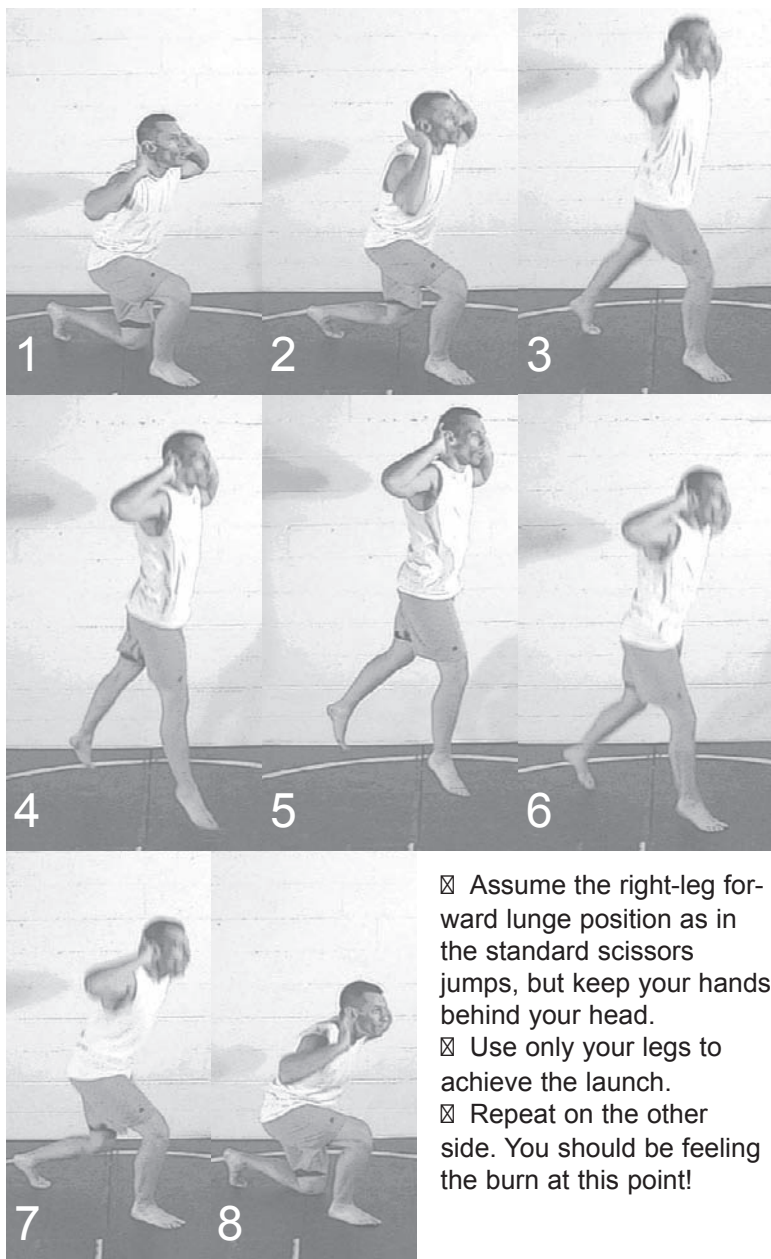 1
2
3
4
5
6
7
8
☒ Assume the right-leg for-
ward lunge position as in
the standard scissors
jumps, but keep your hands
behind your head.
☒ Use only your legs to
achieve the launch.
☒ Repeat on the other
side. You should be feeling
the burn at this point!